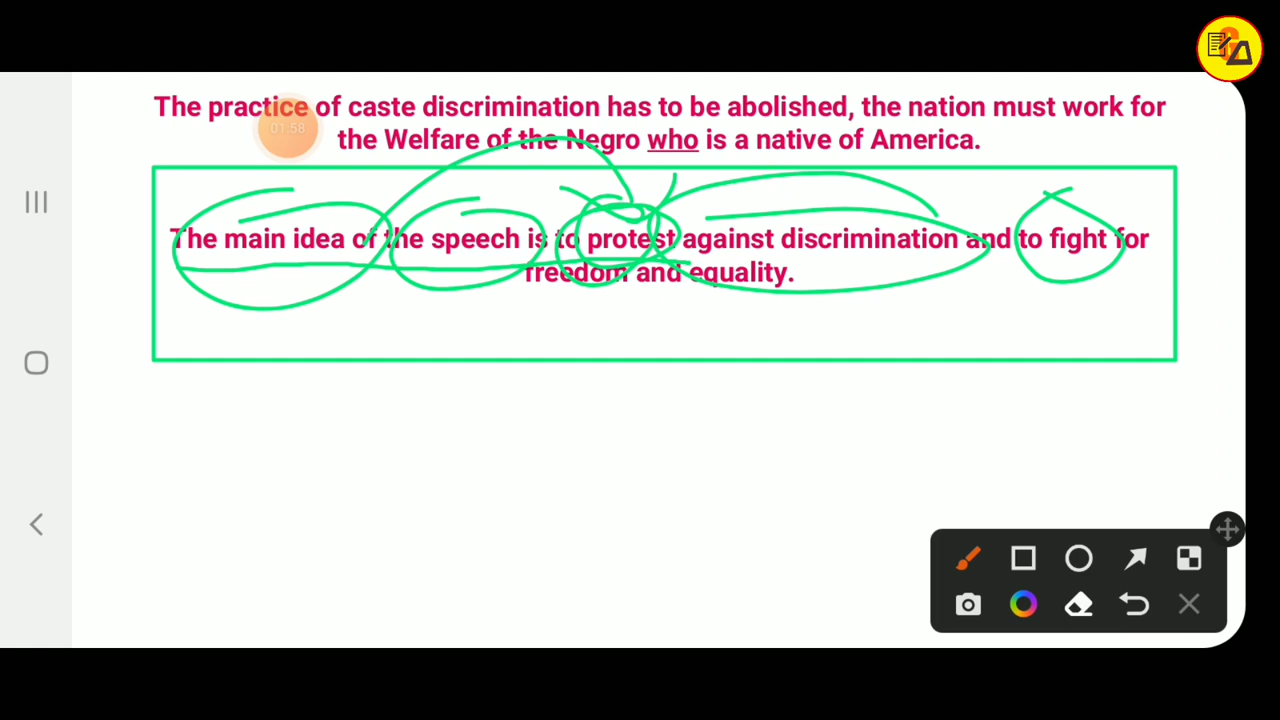 The practice of caste discrimination has to be abolished, the nation must work for
01:58
the Welfare of the Negro who is a native of America.
The main idea of the speech is to protest against discrimination and to fight for
freedom and equality.